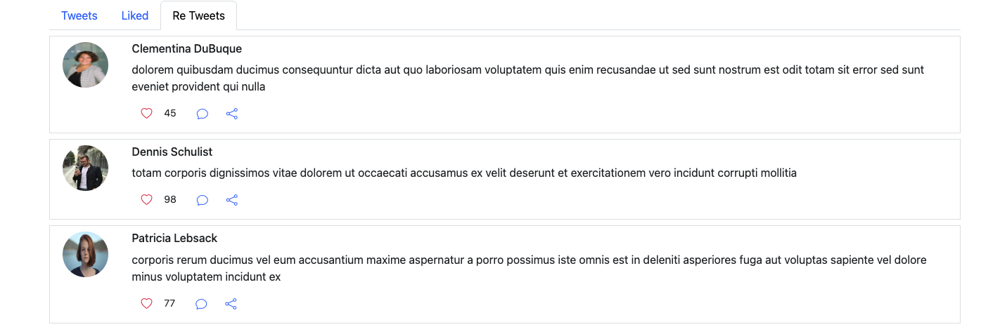 Tweets Liked Re Tweets
Clementina DuBuque
dolorem quibusdam ducimus consequuntur dicta aut quo laboriosam voluptatem quis enim recusandae ut sed sunt nostrum est odit totam sit error sed sunt
eveniet provident qui nulla
45
Dennis Schulist
totam corporis dignissimos vitae dolorem ut occaecati accusamus ex velit deserunt et exercitationem vero incidunt corrupti mollitia
98
Patricia Lebsack
corporis rerum ducimus vel eum accusantium maxime aspernatur a porro possimus iste omnis est in deleniti asperiores fuga aut voluptas sapiente vel dolore
minus voluptatem incidunt ex
77